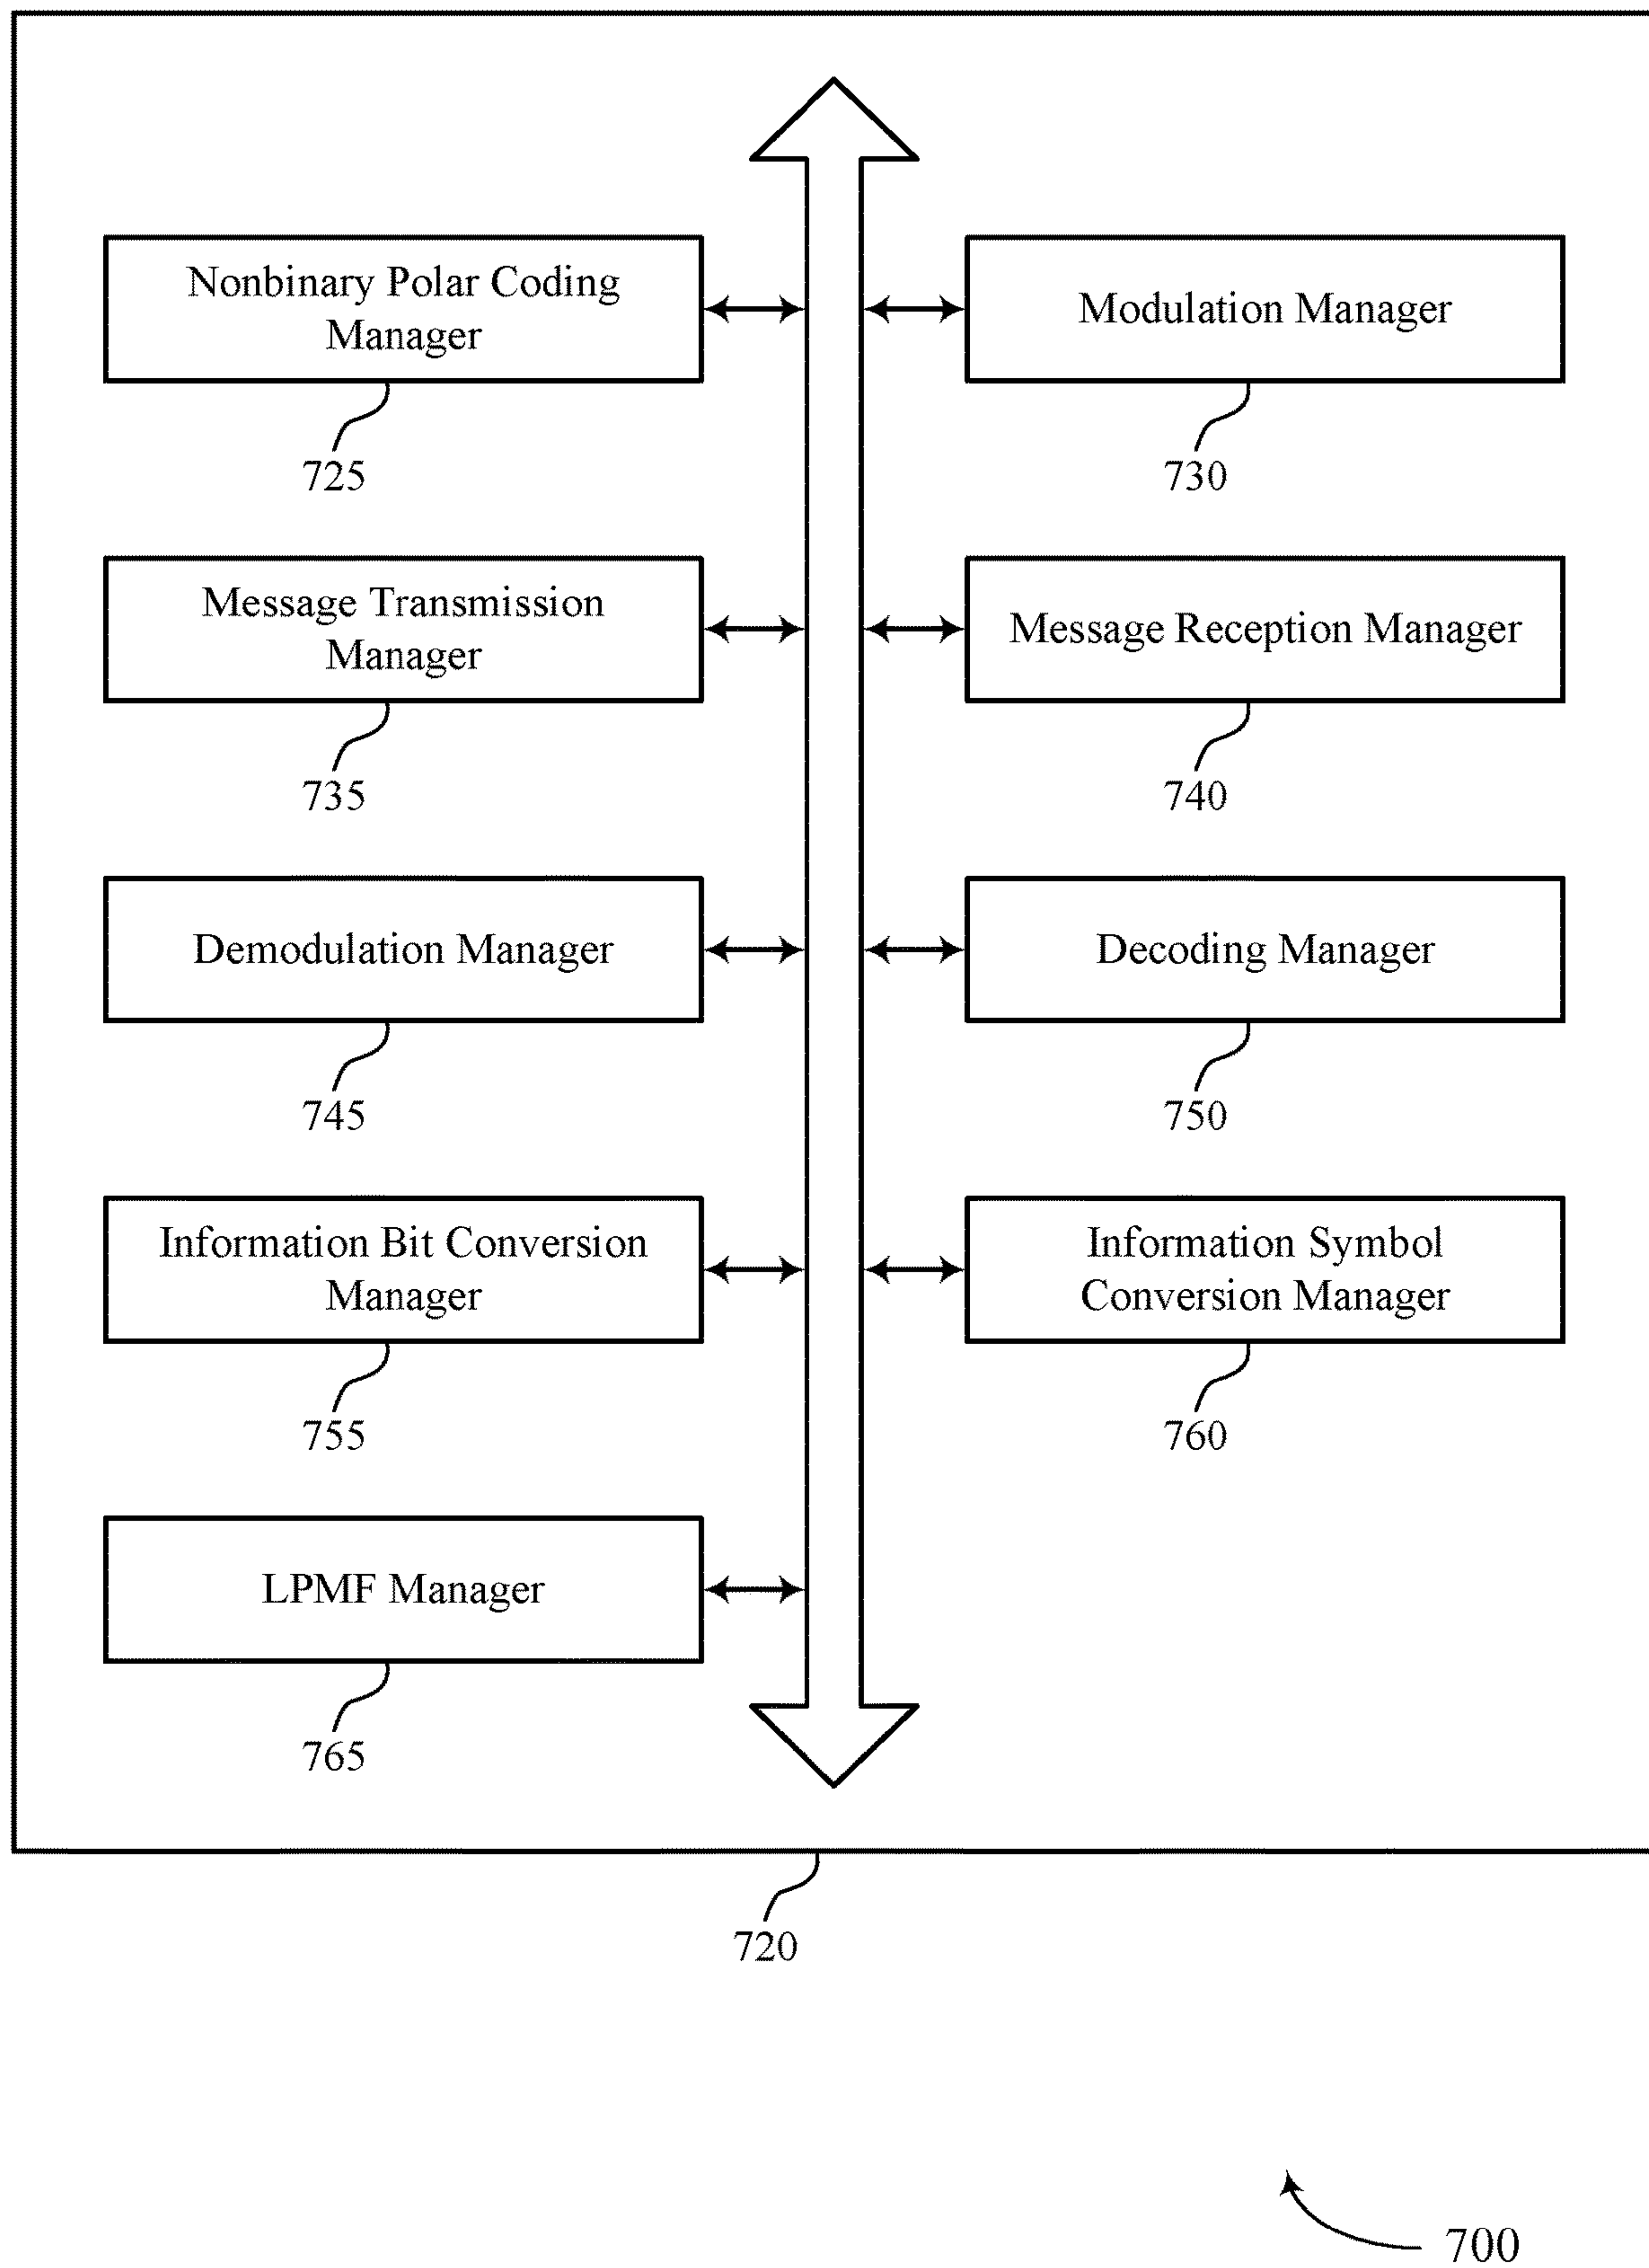 Nonbinary Polar Coding
Manager
725
Modulation Manager
730
Message Transmission
Manager
735
Message Reception Manager
740
Demodulation Manager
745
Decoding Manager
750
Information Bit Conversion
Manager
755
Information Symbol
Conversion Manager
760
LPMF Manager
765
720
700